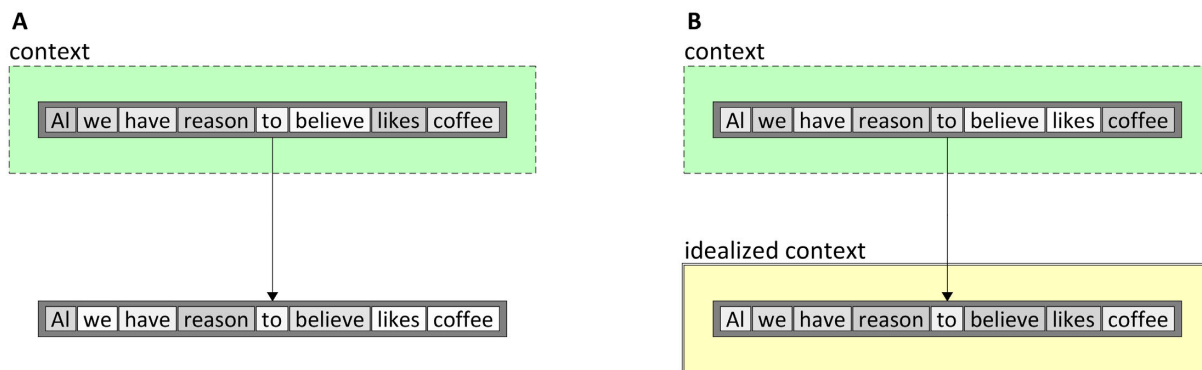 A
context
Al we have reason to believe likes coffee
Al we have reason to believe likes coffee
B
context
Al we have reason to believe likes coffee
idealized context
Al we have reason to believe likes coffee